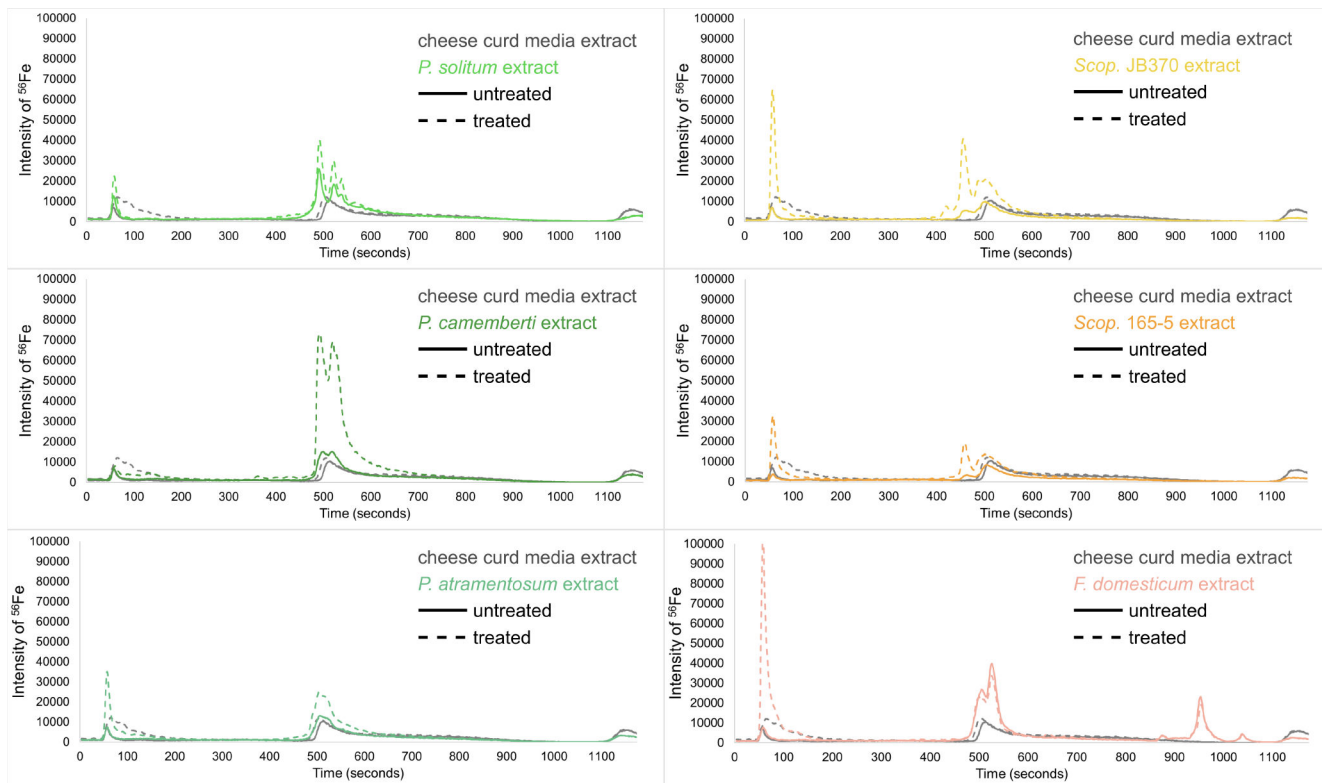 100000
90000
80000
70000
60000
50000
40000
30000
20000
10000
0
Intensity of ⁵⁶Fe
cheese curd media extract
P. solitum extract
untreated
treated
0 100 200 300 400 500 600 700 800 900 1000 1100
Time (seconds)
100000
90000
80000
70000
60000
50000
40000
30000
20000
10000
0
Intensity of ⁵⁶Fe
cheese curd media extract
Scop. JB370 extract
untreated
treated
0 100 200 300 400 500 600 700 800 900 1000 1100
Time (seconds)
100000
90000
80000
70000
60000
50000
40000
30000
20000
10000
0
Intensity of ⁵⁶Fe
cheese curd media extract
P. camemberti extract
untreated
treated
0 100 200 300 400 500 600 700 800 900 1000 1100
Time (seconds)
100000
90000
80000
70000
60000
50000
40000
30000
20000
10000
0
Intensity of ⁵⁶Fe
cheese curd media extract
Scop. 165-5 extract
untreated
treated
0 100 200 300 400 500 600 700 800 900 1000 1100
Time (seconds)
100000
90000
80000
70000
60000
50000
40000
30000
20000
10000
0
Intensity of ⁵⁶Fe
cheese curd media extract
P. atramentosum extract
untreated
treated
0 100 200 300 400 500 600 700 800 900 1000 1100
Time (seconds)
100000
90000
80000
70000
60000
50000
40000
30000
20000
10000
0
Intensity of ⁵⁶Fe
cheese curd media extract
F. domesticum extract
untreated
treated
0 100 200 300 400 500 600 700 800 900 1000 1100
Time (seconds)